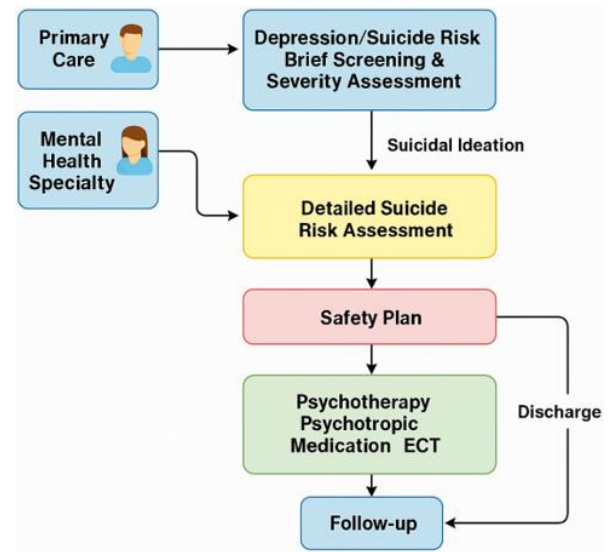 Primary
Care
Depression/Suicide Risk
Brief Screening &
Severity Assessment
Suicidal Ideation
Mental
Health
Specialty
Detailed Suicide
Risk Assessment
Safety Plan
Psychotherapy
Psychotropic
Medication ECT
Discharge
Follow-up